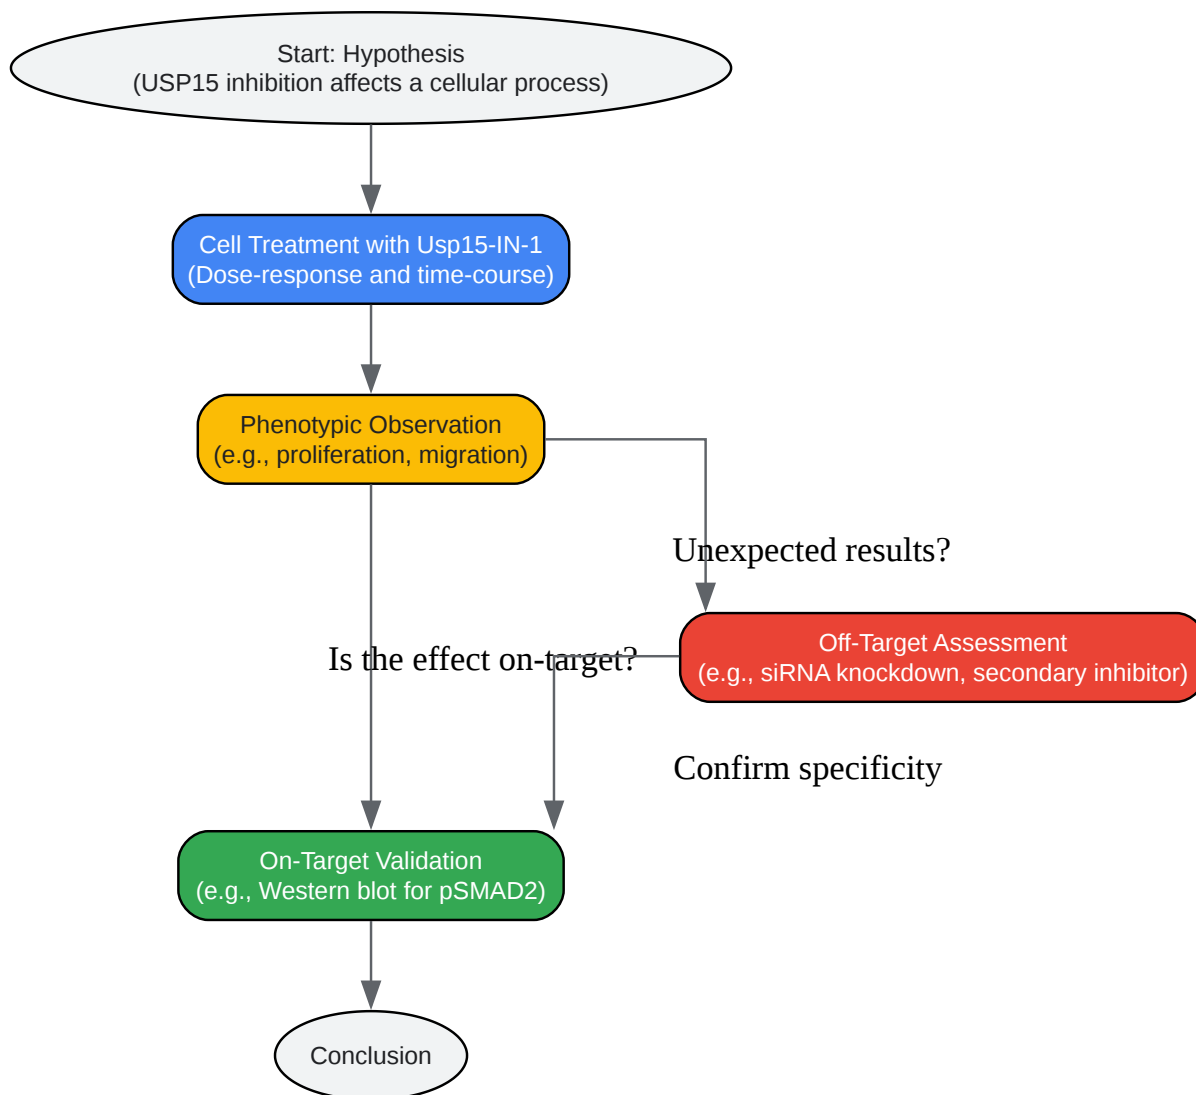 Start: Hypothesis
(USP15 inhibition affects a cellular process)
Cell Treatment with Usp15-IN-1
(Dose-response and time-course)
Phenotypic Observation
(e.g., proliferation, migration)
Unexpected results?
Off-Target Assessment
(e.g., siRNA knockdown, secondary inhibitor)
Is the effect on-target?
Confirm specificity
On-Target Validation
(e.g., Western blot for pSMAD2)
Conclusion